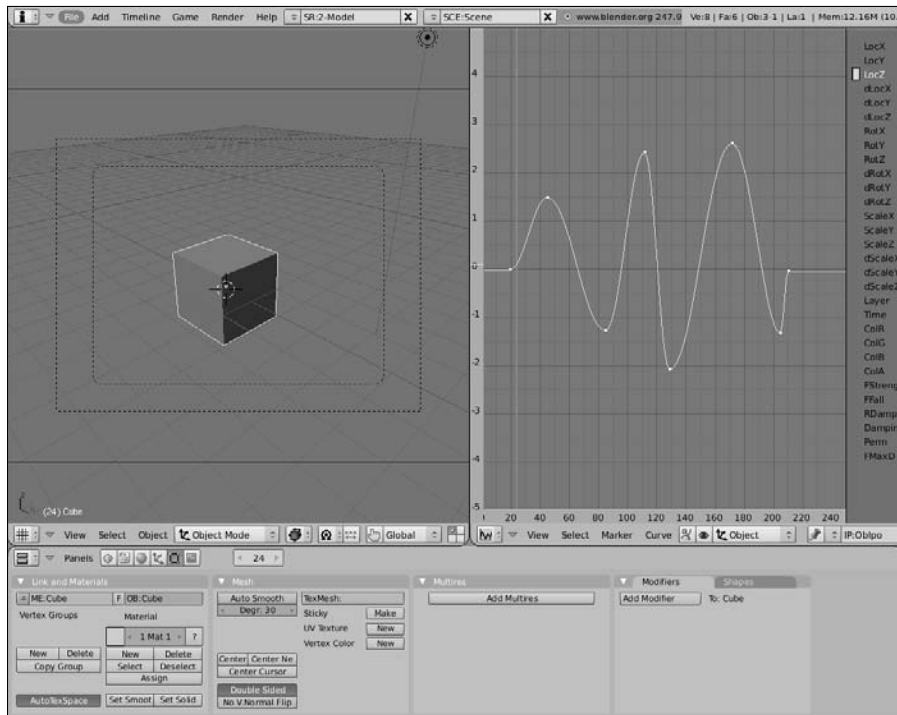 File Add Timeline Game Render Help SR:2-Model X SCE:Scene X www.blender.org 247.9 Ve:8 | Fa:6 | Ob:3-1 | La:1 | Mem:12.16M (10.
(24) Cube
View Select Object Object Mode Global
4
3
2
1
0
-1
-2
-3
-4
-5
20 40 60 80 100 120 140 160 180 200 220 240
LocX
LocY
LocZ
dLocX
dLocY
dLocZ
RotX
RotY
RotZ
dRotX
dRotY
dRotZ
ScaleX
ScaleY
ScaleZ
dScaleX
dScaleY
dScaleZ
Layer
Time
ColR
ColG
ColB
ColA
FStreng
FFall
RDamp
Dampin
Perm
FMaxD
View Select Marker Curve Object IP:ObIpo
Panels 24
Link and Materials
ME:Cube F OB:Cube
Vertex Groups Material
1 Mat 1 ?
New Delete New Delete
Copy Group Select Deselect
Assign
AutoTexSpace Set Smoot Set Solid
Mesh
Auto Smooth TexMesh:
Degr: 30 Sticky Make
UV Texture New
Vertex Color New
Center Center Ne
Center Cursor
Double Sided
No V.Normal Flip
Multires
Add Multires
Modifiers Shapes
Add Modifier To: Cube